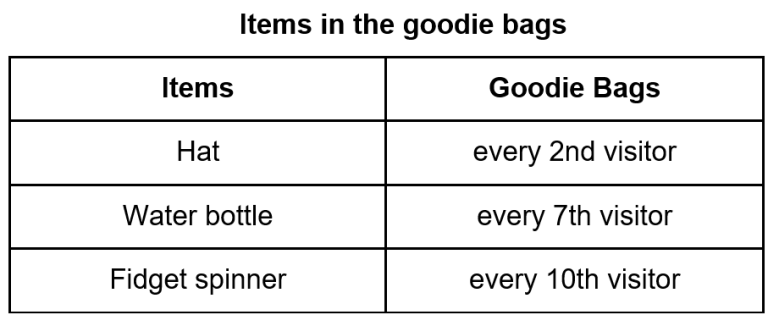 Items in the goodie bags
Items Goodie Bags
Hat every 2nd visitor
Water bottle every 7th visitor
Fidget spinner every 10th visitor